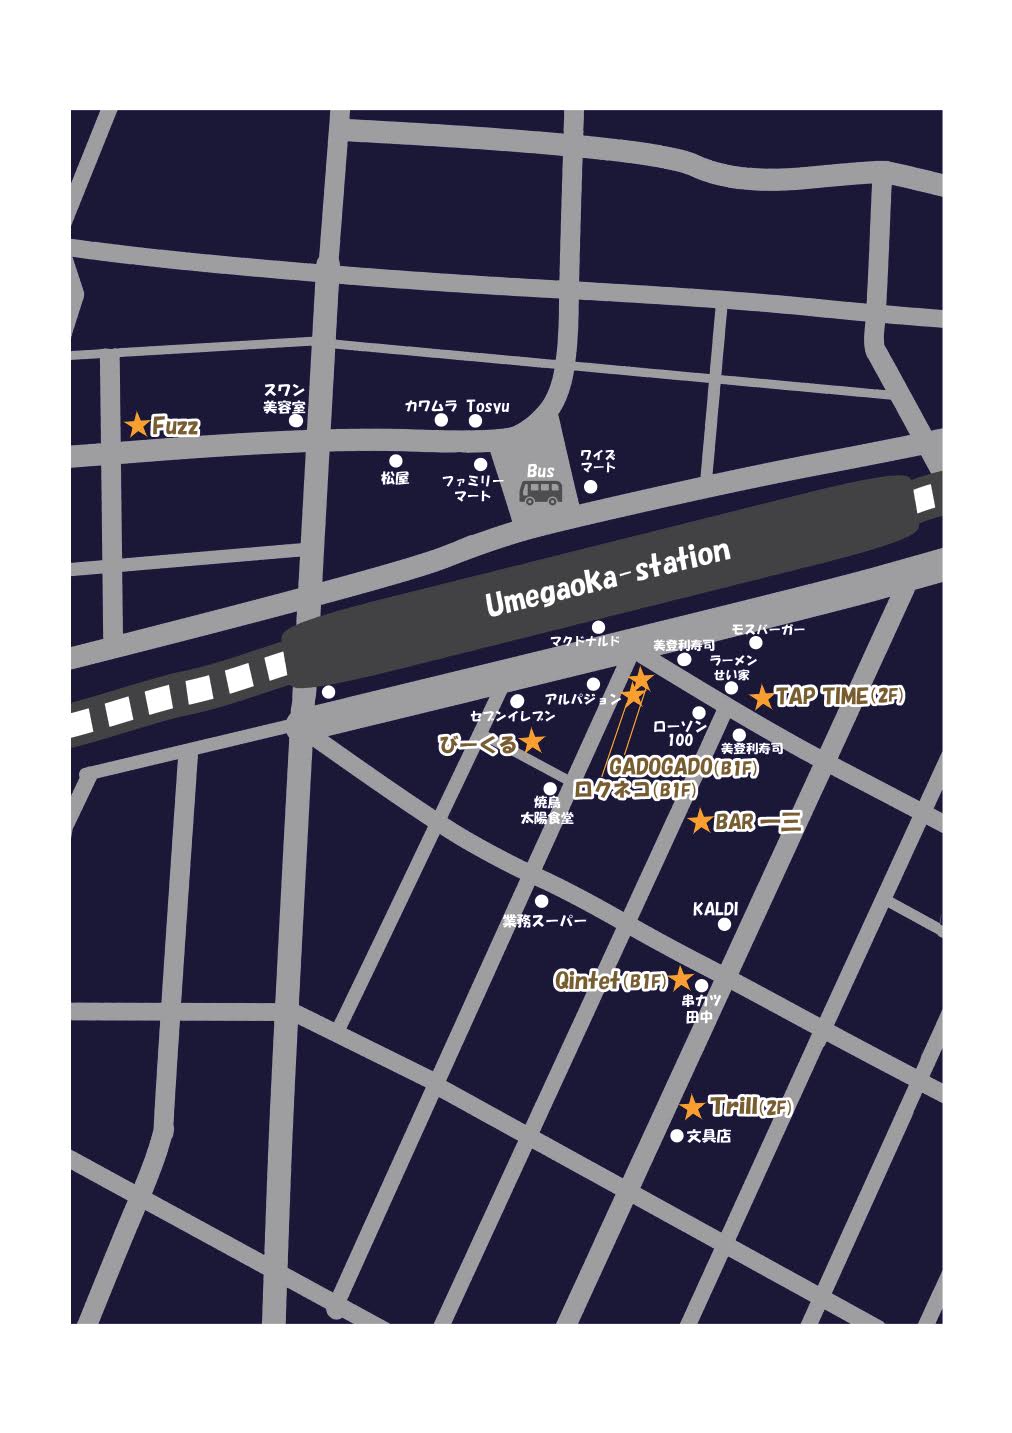 スワン
美容室
カワムラ
Tosyu
Fuzz
松屋
ファミリー
マート
Bus
ワイズ
マート
Umegaoka-station
マクドナルド
モスバーガー
美登利寿司
ラーメン
せい家
TAP TIME(2F)
アルパジョン
セブンイレブン
ローソン
100
美登利寿司
びーくる
GADOGADO(B1F)
ロクネコ(B1F)
焼鳥
太陽食堂
BAR 一三
業務スーパー
KALDI
Qintet(B1F)
串カツ
田中
Trill(2F)
文具店